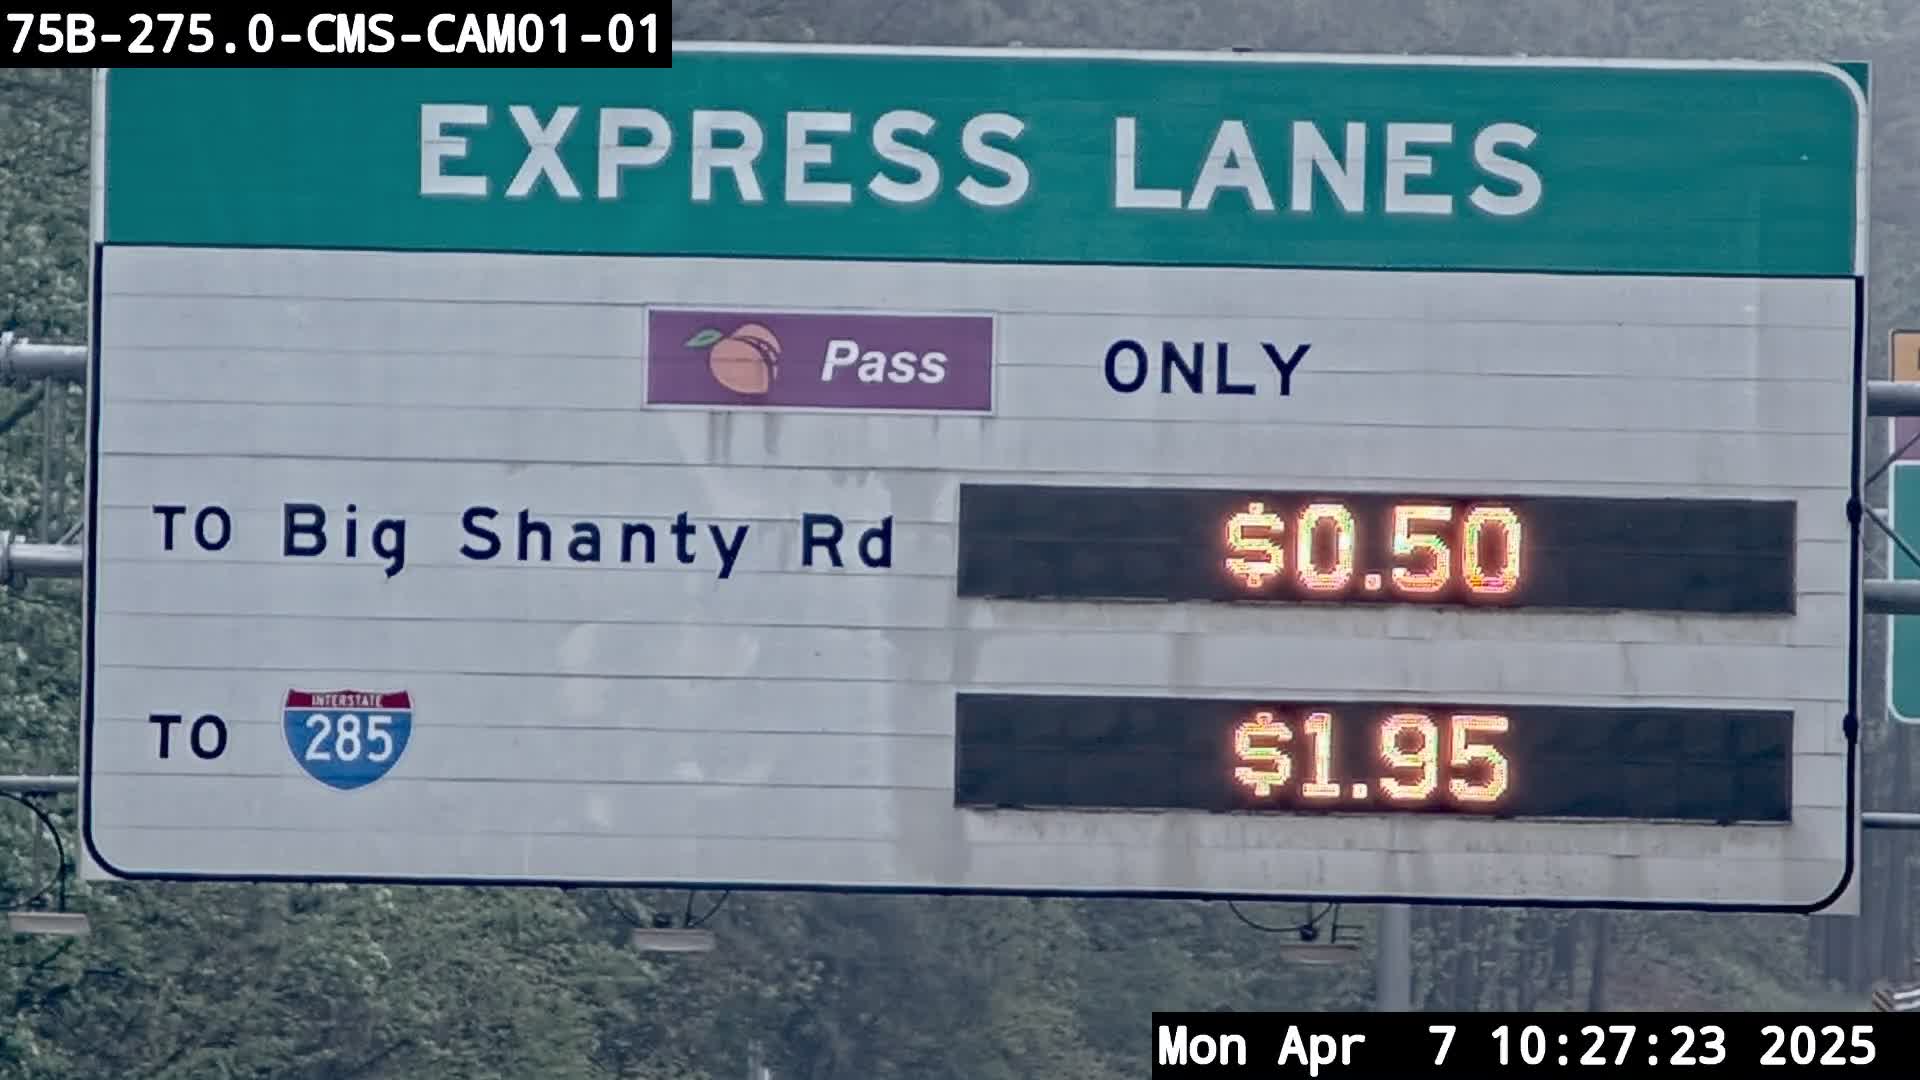 75B-275.0-CMS-CAM01-01
EXPRESS LANES
Pass ONLY
TO Big Shanty Rd $0.50
TO INTERSTATE 285 $1.95
Mon Apr 7 10:27:23 2025